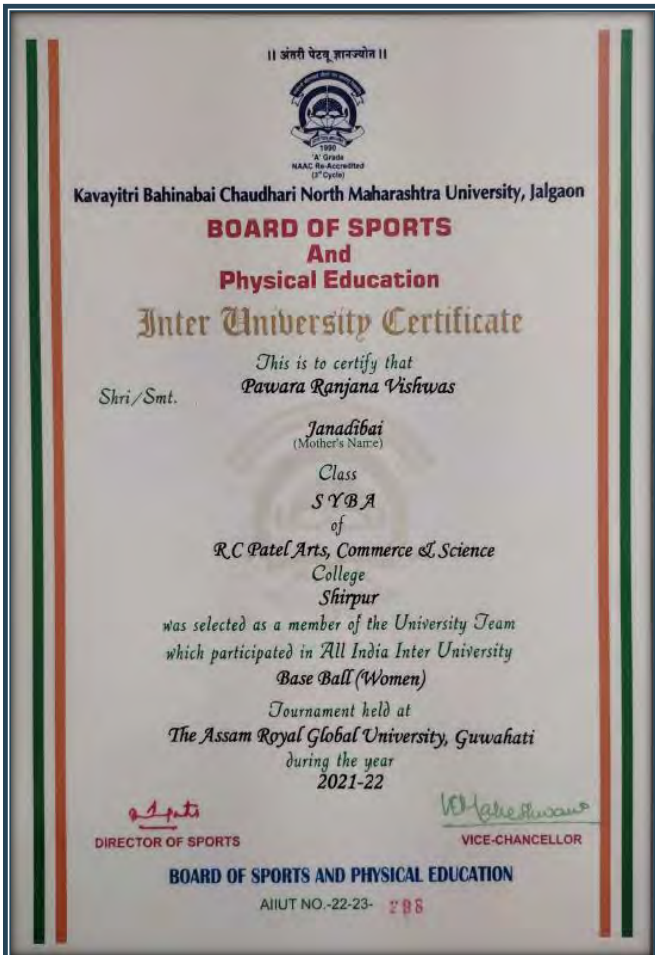 ।। अंतरी पेटवू ज्ञानज्योत ।।
1990
'A' Grade
NAAC Re-Accredited
(3rd Cycle)
Kavayitri Bahinabai Chaudhari North Maharashtra University, Jalgaon
BOARD OF SPORTS
And
Physical Education
Inter University Certificate
This is to certify that
Shri/Smt. Pawara Ranjana Vishwas
Janadibai
(Mother's Name)
Class
S Y B A
of
R.C Patel Arts, Commerce & Science
College
Shirpur
was selected as a member of the University Team
which participated in All India Inter University
Base Ball (Women)
Tournament held at
The Assam Royal Global University, Guwahati
during the year
2021-22
DIRECTOR OF SPORTS
VICE-CHANCELLOR
BOARD OF SPORTS AND PHYSICAL EDUCATION
AIIUT NO.-22-23-